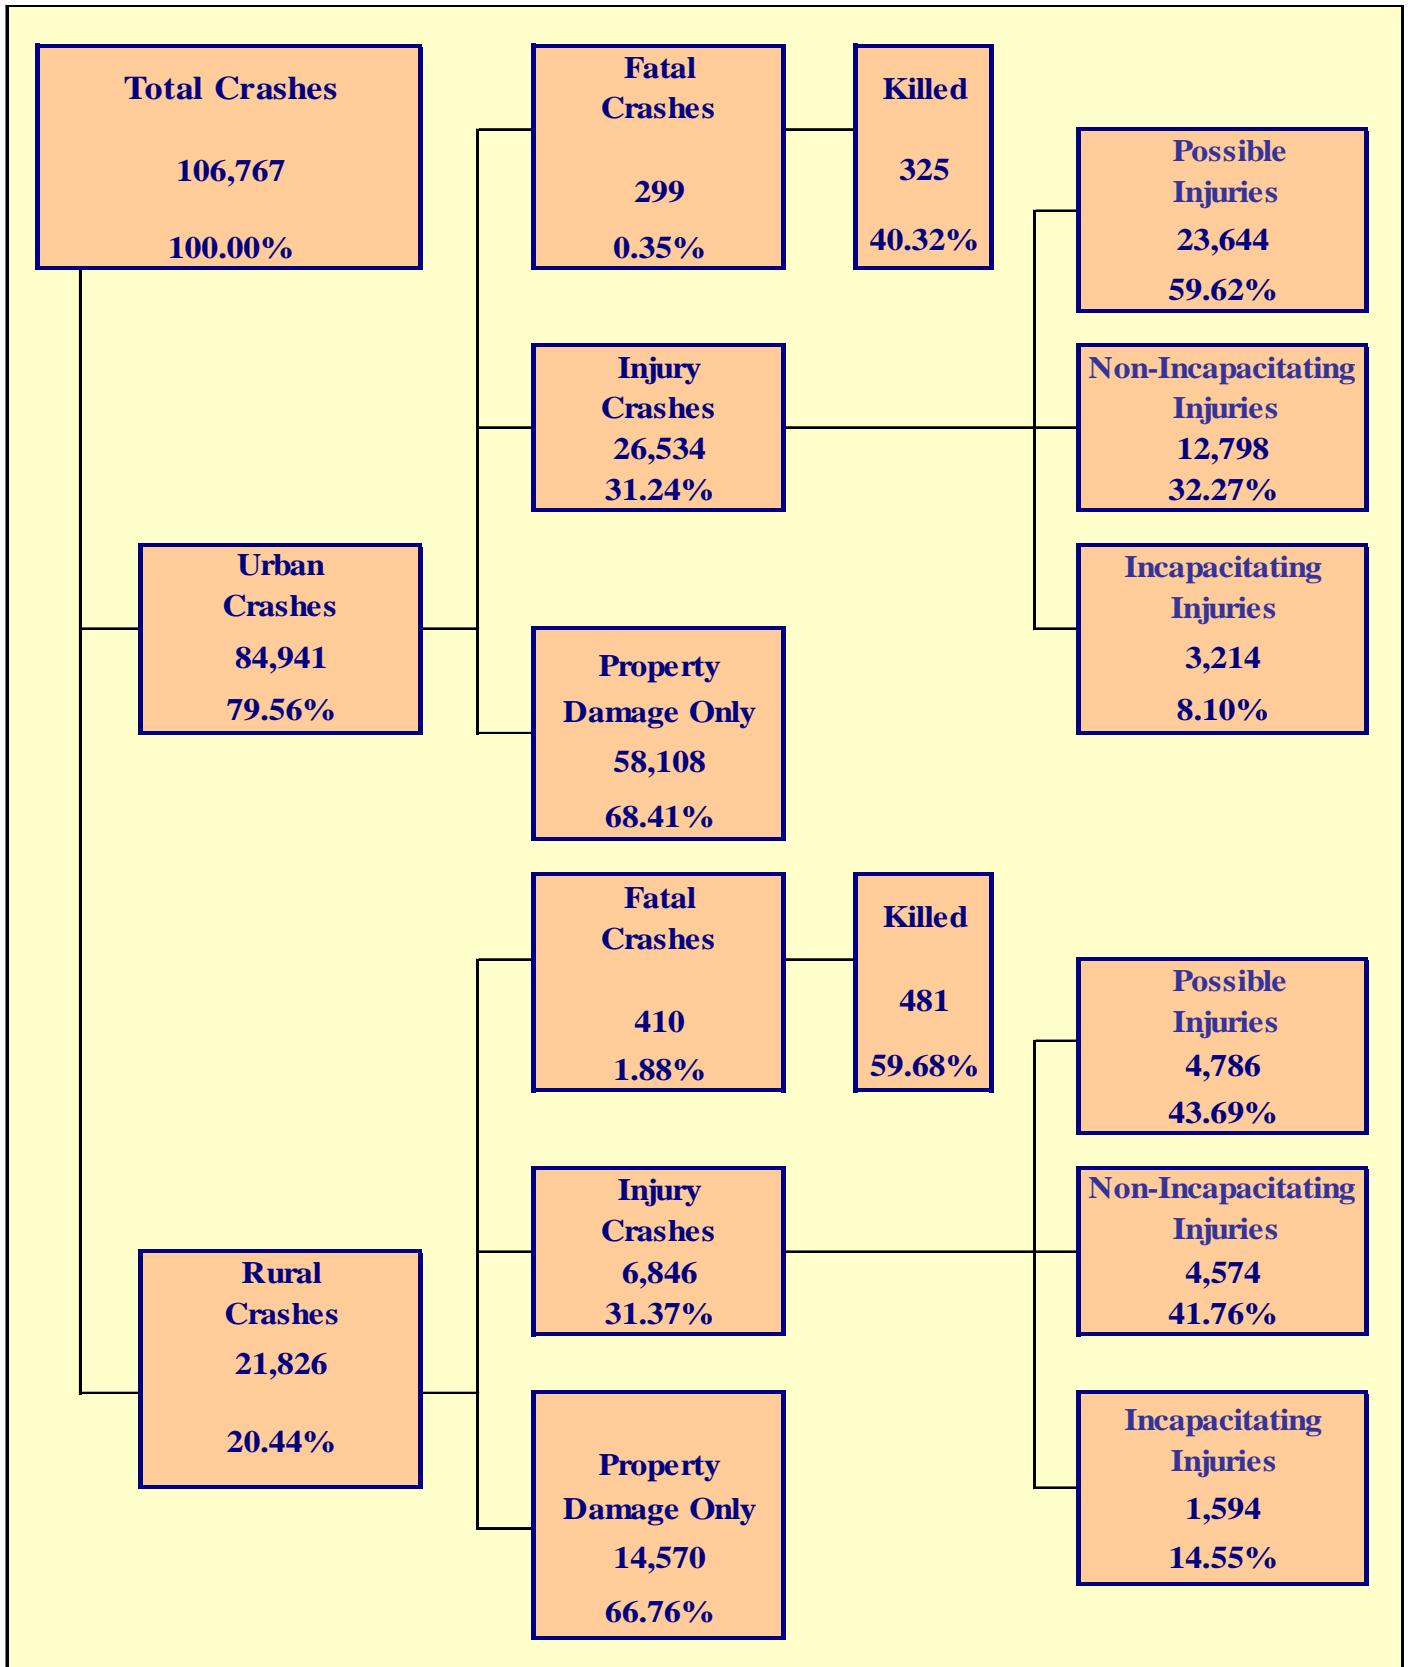 Total Crashes
106,767
100.00%
Fatal
Crashes
299
0.35%
Killed
325
40.32%
Possible
Injuries
23,644
59.62%
Injury
Crashes
26,534
31.24%
Non-Incapacitating
Injuries
12,798
32.27%
Urban
Crashes
84,941
79.56%
Incapacitating
Injuries
3,214
8.10%
Property
Damage Only
58,108
68.41%
Fatal
Crashes
410
1.88%
Killed
481
59.68%
Possible
Injuries
4,786
43.69%
Injury
Crashes
6,846
31.37%
Non-Incapacitating
Injuries
4,574
41.76%
Rural
Crashes
21,826
20.44%
Property
Damage Only
14,570
66.76%
Incapacitating
Injuries
1,594
14.55%